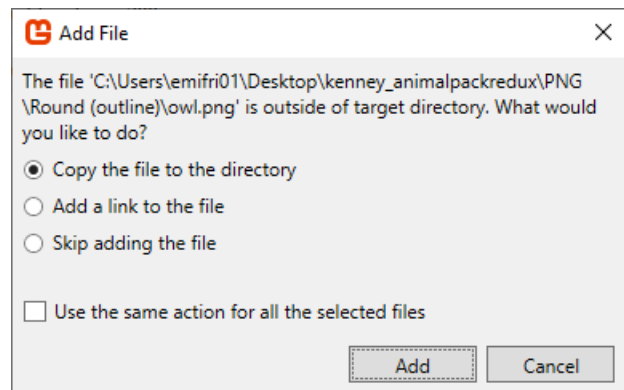 Add File
The file 'C:\Users\emifri01\Desktop\kenney_animalpackredux\PNG
\Round (outline)\owl.png' is outside of target directory. What would
you like to do?
Copy the file to the directory
Add a link to the file
Skip adding the file
Use the same action for all the selected files
Add Cancel